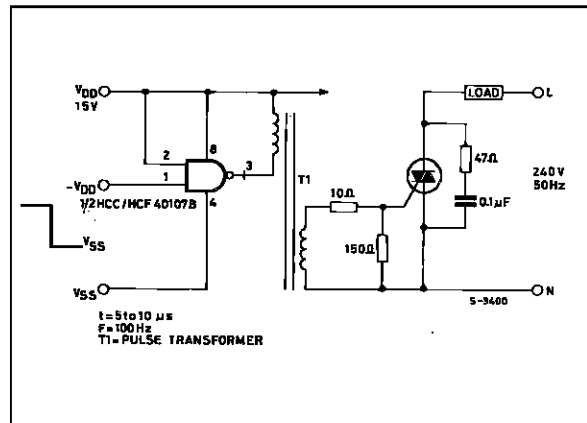 VDD
15V
2
8
1
3
4
-VDD
1/2HCC/HCF 40107B
VSS
VSS
t=5to10 µs
F=100Hz
T1=PULSE TRANSFORMER
T1
10Ω
150Ω
LOAD
L
47Ω
0.1µF
240V
50Hz
S-3400
N